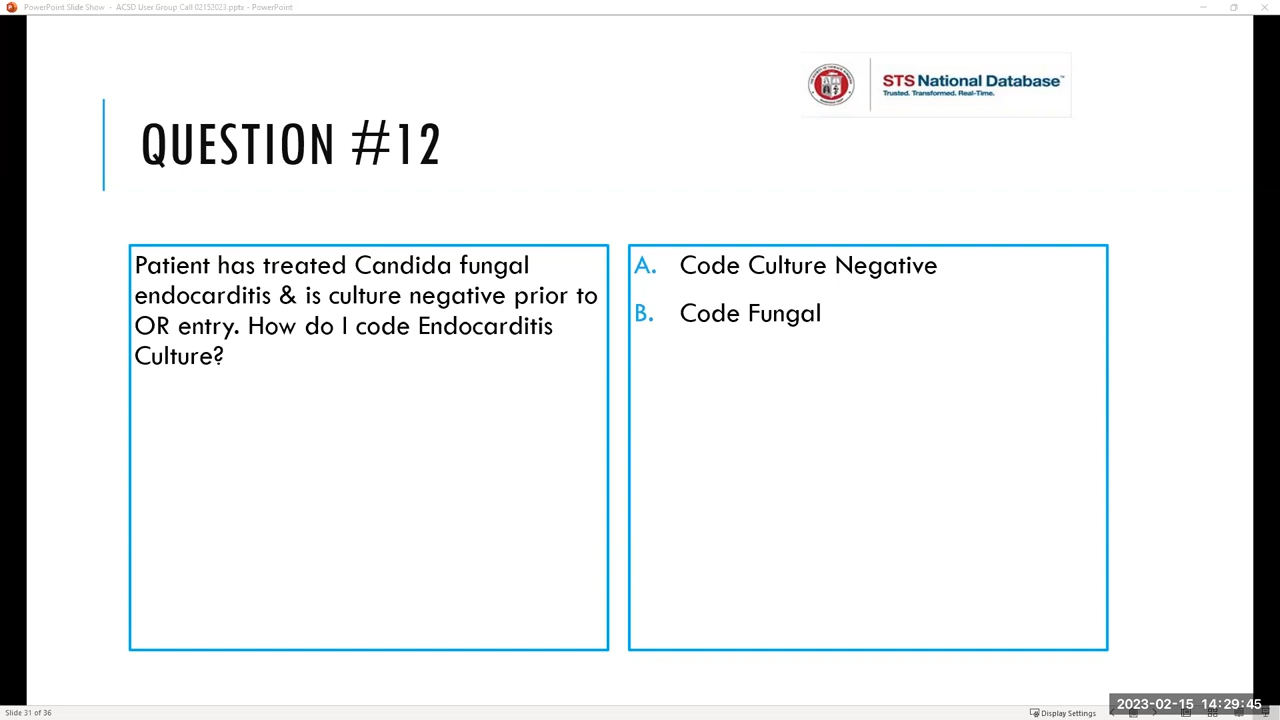 PowerPoint Slide Show - ACSD User Group Call 02152023.pptx - PowerPoint
STS National Database™
Trusted. Transformed. Real-Time.
QUESTION #12
Patient has treated Candida fungal
endocarditis & is culture negative prior to
OR entry. How do I code Endocarditis
Culture?
A. Code Culture Negative
B. Code Fungal
Slide 31 of 36
Display Settings
2023-02-15 14:29:45